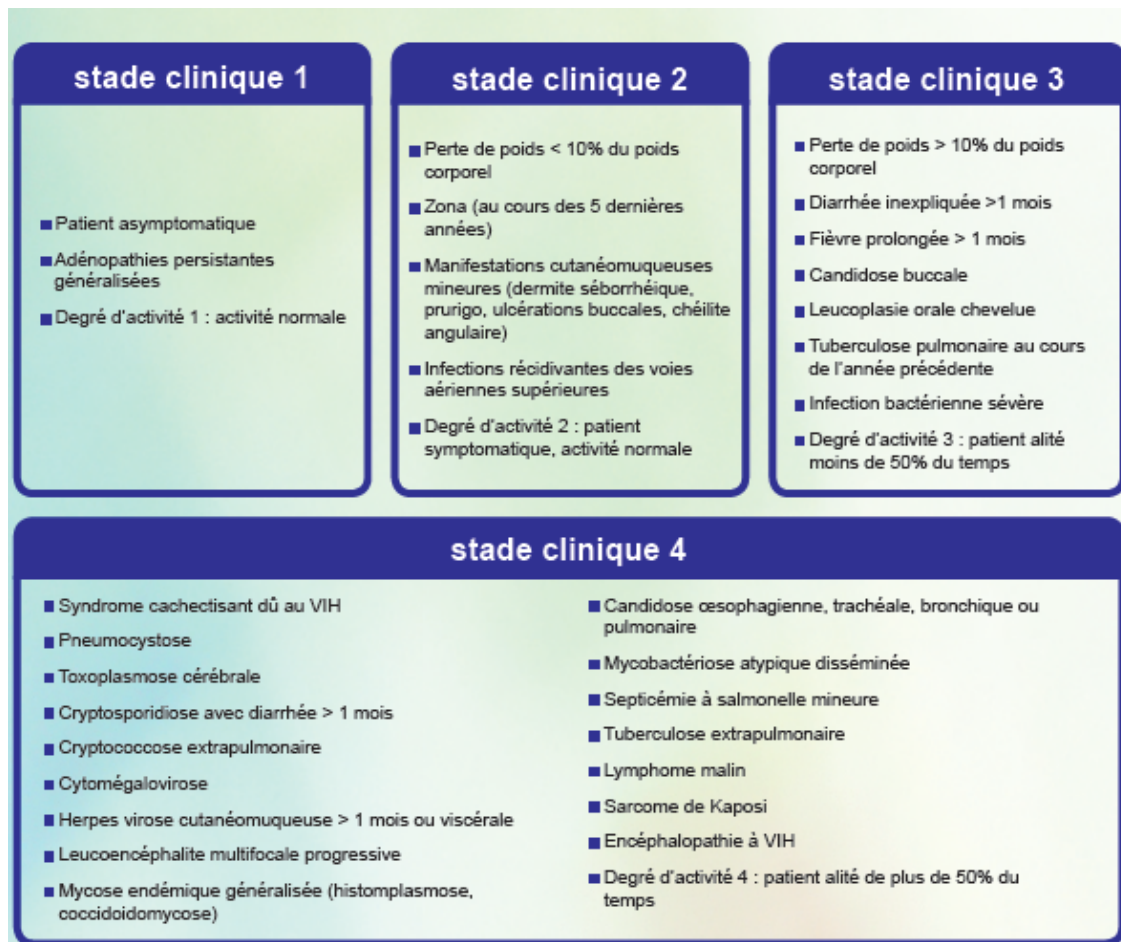 stade clinique 1
Patient asymptomatique
Adénopathies persistantes
généralisées
Degré d'activité 1 : activité normale
stade clinique 2
Perte de poids < 10% du poids
corporel
Zona (au cours des 5 dernières
années)
Manifestations cutanéomuqueuses
mineures (dermite séborrhéique,
prurigo, ulcérations buccales, chéilite
angulaire)
Infections récidivantes des voies
aériennes supérieures
Degré d'activité 2 : patient
symptomatique, activité normale
stade clinique 3
Perte de poids > 10% du poids
corporel
Diarrhée inexpliquée >1 mois
Fièvre prolongée > 1 mois
Candidose buccale
Leucoplasie orale chevelue
Tuberculose pulmonaire au cours
de l'année précédente
Infection bactérienne sévère
Degré d'activité 3 : patient alité
moins de 50% du temps
stade clinique 4
Syndrome cachectisant dû au VIH
Pneumocystose
Toxoplasmose cérébrale
Cryptosporidiose avec diarrhée > 1 mois
Cryptococcose extrapulmonaire
Cytomégalovirose
Herpes virose cutanéomuqueuse > 1 mois ou viscérale
Leucoencéphalite multifocale progressive
Mycose endémique généralisée (histomplasmose,
coccidoidomycose)
Candidose œsophagienne, trachéale, bronchique ou
pulmonaire
Mycobactériose atypique disséminée
Septicémie à salmonelle mineure
Tuberculose extrapulmonaire
Lymphome malin
Sarcome de Kaposi
Encéphalopathie à VIH
Degré d'activité 4 : patient alité de plus de 50% du
temps